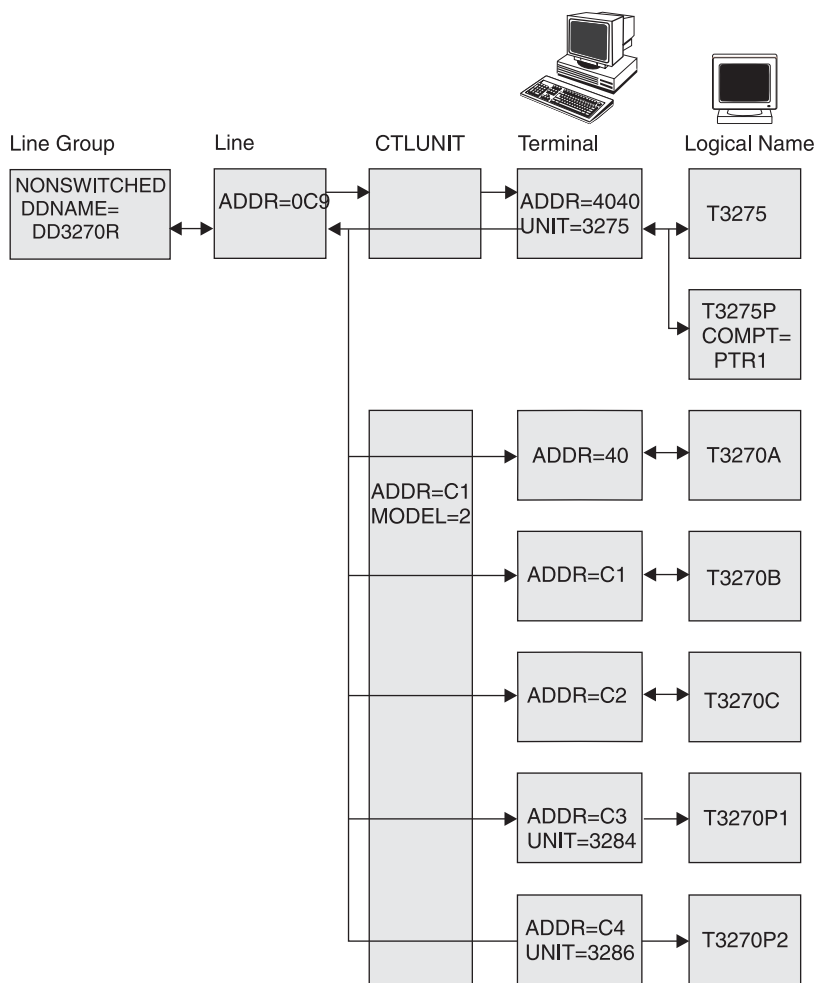 Line Group
Line
CTLUNIT
Terminal
Logical Name
NONSWITCHED
DDNAME=
DD3270R
ADDR=0C9
ADDR=4040
UNIT=3275
T3275
T3275P
COMPT=
PTR1
ADDR=C1
MODEL=2
ADDR=40
T3270A
ADDR=C1
T3270B
ADDR=C2
T3270C
ADDR=C3
UNIT=3284
T3270P1
ADDR=C4
UNIT=3286
T3270P2